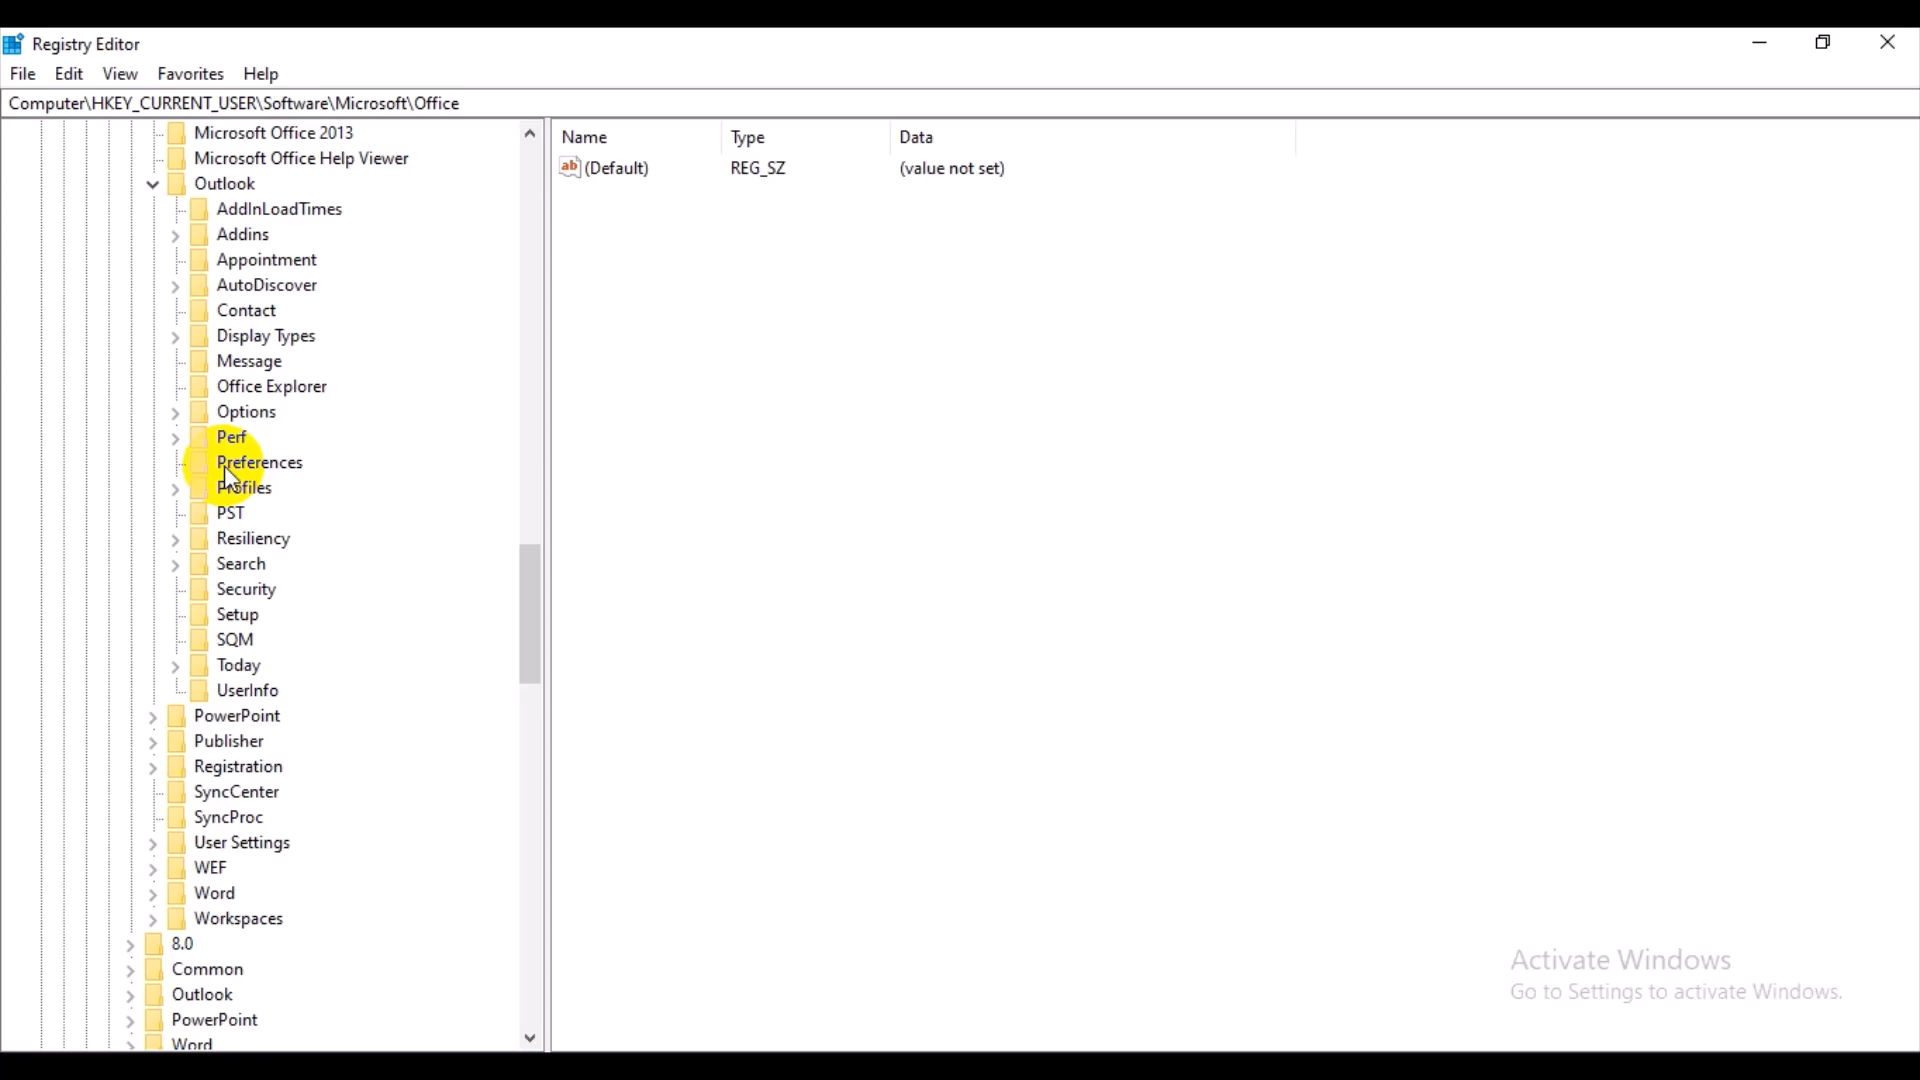 Registry Editor
File Edit View Favorites Help
Computer\HKEY_CURRENT_USER\Software\Microsoft\Office
Microsoft Office 2013
Microsoft Office Help Viewer
Outlook
AddInLoadTimes
Addins
Appointment
AutoDiscover
Contact
Display Types
Message
Office Explorer
Options
Perf
Preferences
Profiles
PST
Resiliency
Search
Security
Setup
SQM
Today
UserInfo
PowerPoint
Publisher
Registration
SyncCenter
SyncProc
User Settings
WEF
Word
Workspaces
8.0
Common
Outlook
PowerPoint
Word
Name Type Data
ab (Default) REG_SZ (value not set)
Activate Windows
Go to Settings to activate Windows.